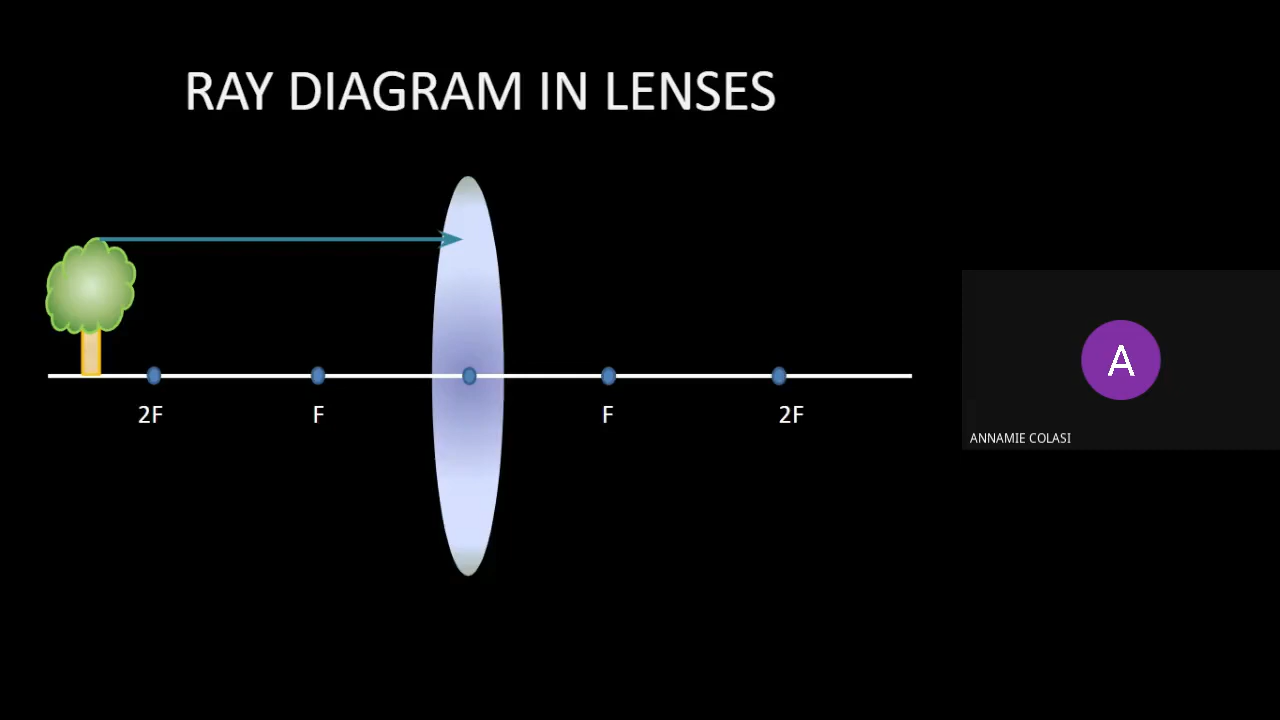 RAY DIAGRAM IN LENSES
2F
F
F
2F
A
ANNAMIE COLASI